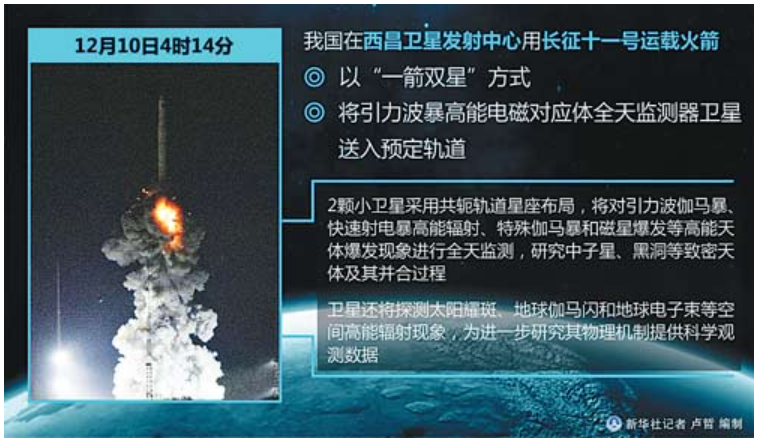 12月10日4时14分
我国在西昌卫星发射中心用长征十一号运载火箭
◎ 以“一箭双星”方式
◎ 将引力波暴高能电磁对应体全天监测器卫星
送入预定轨道
2颗小卫星采用共轭轨道星座布局，将对引力波伽马暴、
快速射电暴高能辐射、特殊伽马暴和磁星爆发等高能天
体爆发现象进行全天监测，研究中子星、黑洞等致密天
体及其并合过程
卫星还将探测太阳耀斑、地球伽马闪和地球电子束等空
间高能辐射现象，为进一步研究其物理机制提供科学观
测数据
新华社记者 卢哲 编制